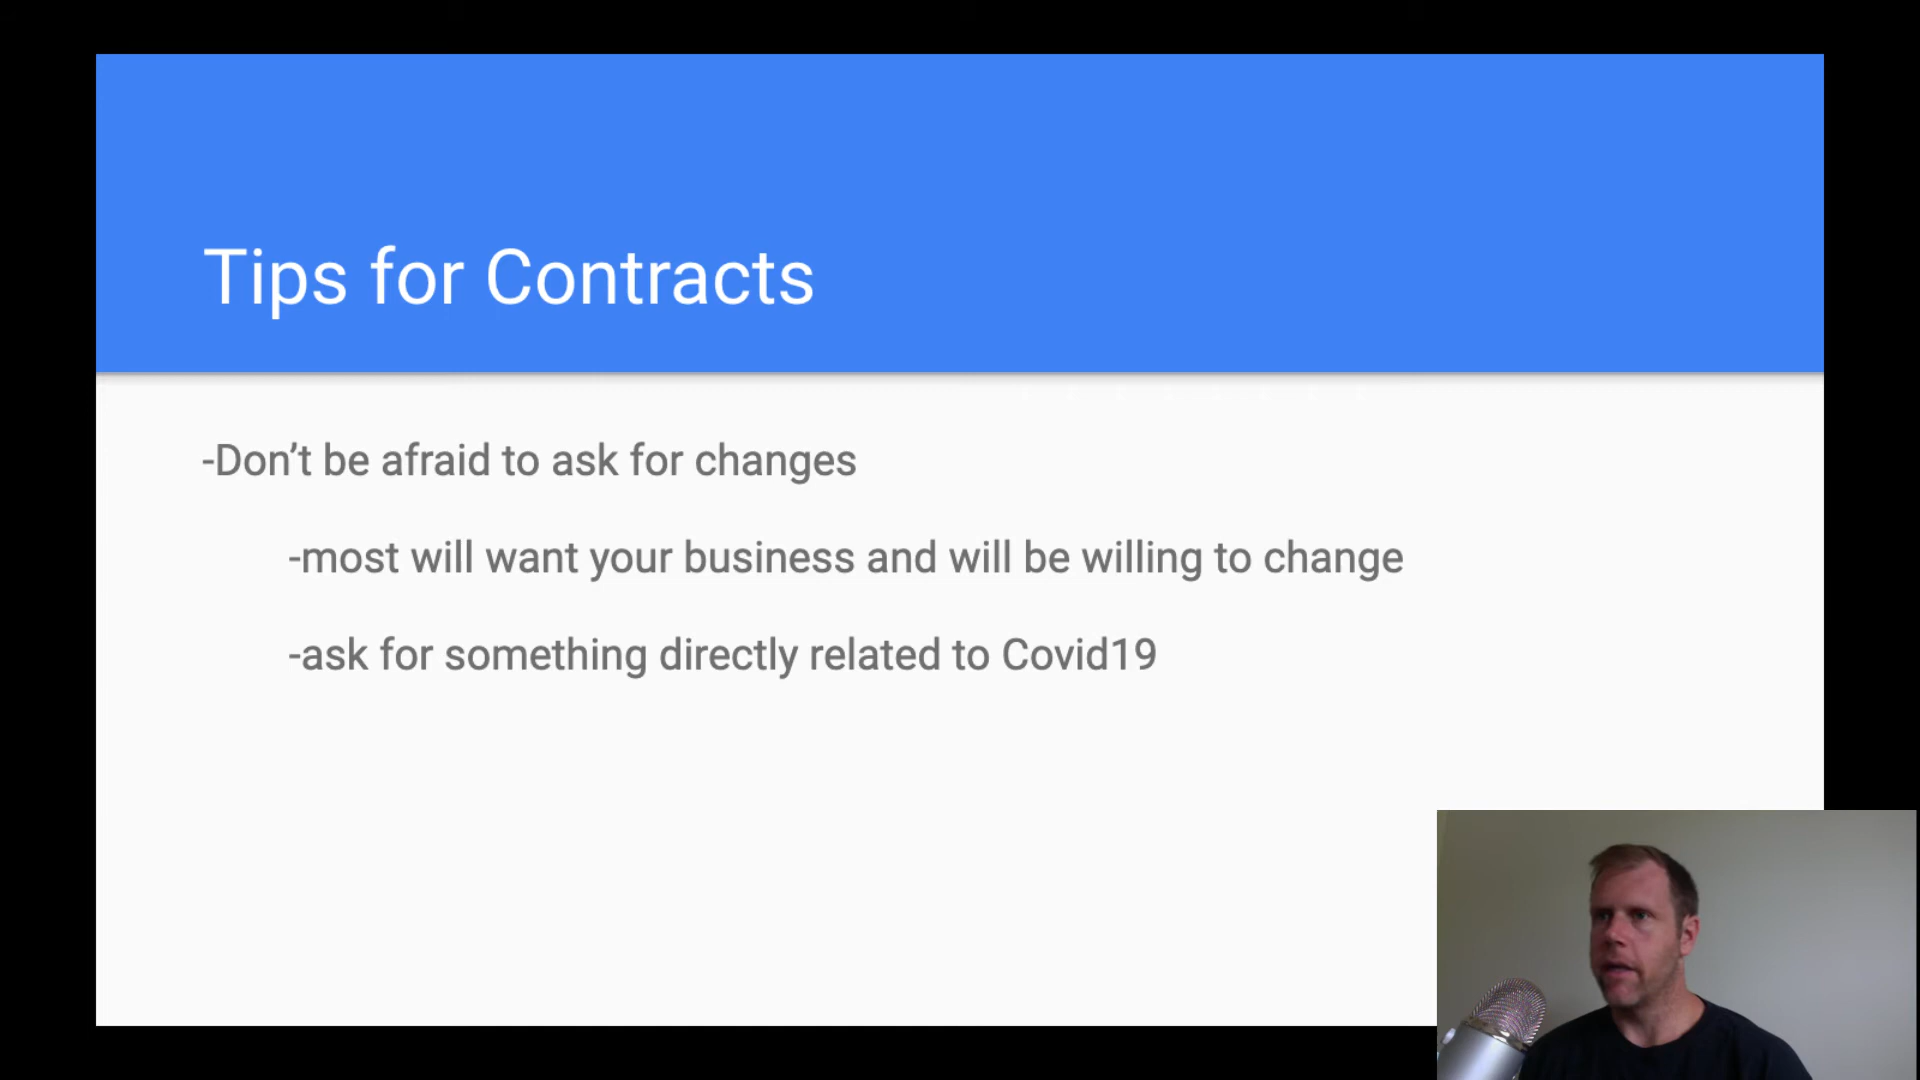 Tips for Contracts
-Don’t be afraid to ask for changes
-most will want your business and will be willing to change
-ask for something directly related to Covid19